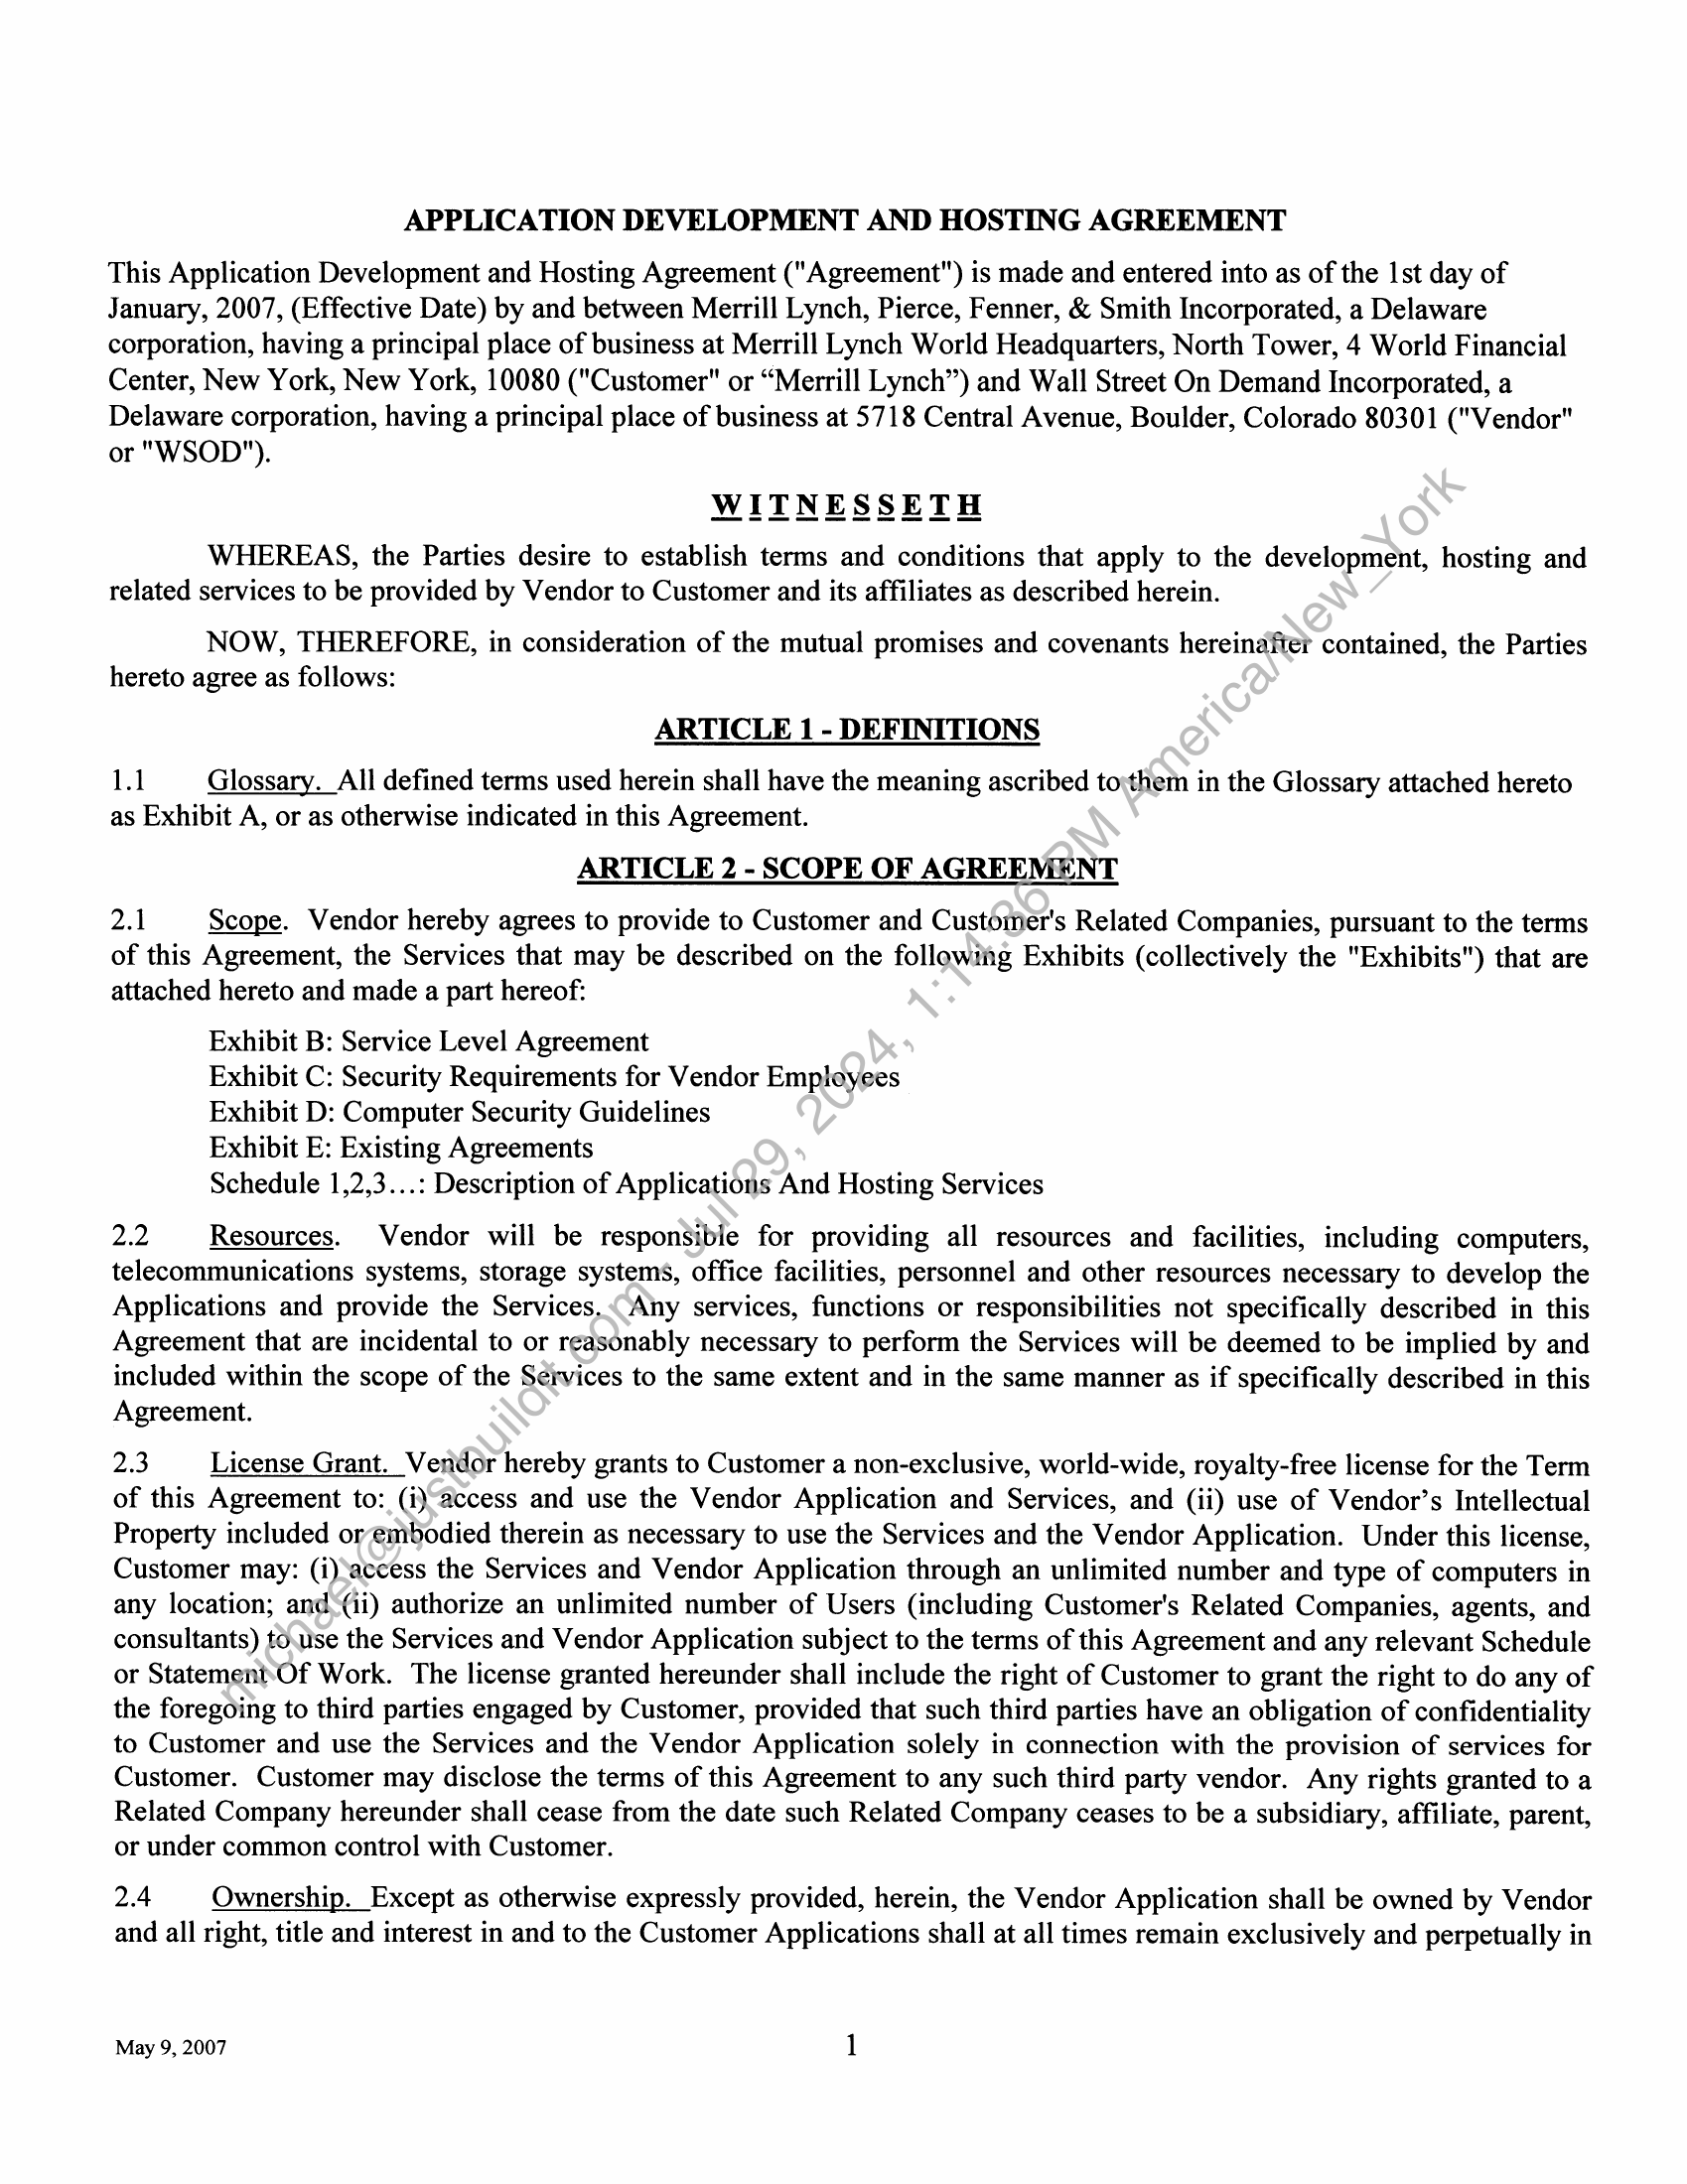 APPLICATION DEVELOPMENT AND HOSTING AGREEMENT
This Application Development and Hosting Agreement ("Agreement") is made and entered into as of the 1st day of
January, 2007, (Effective Date) by and between Merrill Lynch, Pierce, Fenner, & Smith Incorporated, a Delaware
corporation, having a principal place of business at Merrill Lynch World Headquarters, North Tower, 4 World Financial
Center, New York, New York, 10080 ("Customer" or “Merrill Lynch”) and Wall Street On Demand Incorporated, a
Delaware corporation, having a principal place of business at 5718 Central Avenue, Boulder, Colorado 80301 ("Vendor"
or "WSOD").
W I T N E S S E T H
WHEREAS, the Parties desire to establish terms and conditions that apply to the development, hosting and
related services to be provided by Vendor to Customer and its affiliates as described herein.
NOW, THEREFORE, in consideration of the mutual promises and covenants hereinafter contained, the Parties
hereto agree as follows:
ARTICLE 1 - DEFINITIONS
1.1 Glossary. All defined terms used herein shall have the meaning ascribed to them in the Glossary attached hereto
as Exhibit A, or as otherwise indicated in this Agreement.
ARTICLE 2 - SCOPE OF AGREEMENT
2.1 Scope. Vendor hereby agrees to provide to Customer and Customer's Related Companies, pursuant to the terms
of this Agreement, the Services that may be described on the following Exhibits (collectively the "Exhibits") that are
attached hereto and made a part hereof:
Exhibit B: Service Level Agreement
Exhibit C: Security Requirements for Vendor Employees
Exhibit D: Computer Security Guidelines
Exhibit E: Existing Agreements
Schedule 1,2,3…: Description of Applications And Hosting Services
2.2 Resources. Vendor will be responsible for providing all resources and facilities, including computers,
telecommunications systems, storage systems, office facilities, personnel and other resources necessary to develop the
Applications and provide the Services. Any services, functions or responsibilities not specifically described in this
Agreement that are incidental to or reasonably necessary to perform the Services will be deemed to be implied by and
included within the scope of the Services to the same extent and in the same manner as if specifically described in this
Agreement.
2.3 License Grant. Vendor hereby grants to Customer a non-exclusive, world-wide, royalty-free license for the Term
of this Agreement to: (i) access and use the Vendor Application and Services, and (ii) use of Vendor’s Intellectual
Property included or embodied therein as necessary to use the Services and the Vendor Application. Under this license,
Customer may: (i) access the Services and Vendor Application through an unlimited number and type of computers in
any location; and (ii) authorize an unlimited number of Users (including Customer's Related Companies, agents, and
consultants) to use the Services and Vendor Application subject to the terms of this Agreement and any relevant Schedule
or Statement Of Work. The license granted hereunder shall include the right of Customer to grant the right to do any of
the foregoing to third parties engaged by Customer, provided that such third parties have an obligation of confidentiality
to Customer and use the Services and the Vendor Application solely in connection with the provision of services for
Customer. Customer may disclose the terms of this Agreement to any such third party vendor. Any rights granted to a
Related Company hereunder shall cease from the date such Related Company ceases to be a subsidiary, affiliate, parent,
or under common control with Customer.
2.4 Ownership. Except as otherwise expressly provided, herein, the Vendor Application shall be owned by Vendor
and all right, title and interest in and to the Customer Applications shall at all times remain exclusively and perpetually in
May 9, 2007
1
michael@justbuildit.com - Jul 29, 2024, 1:14:36 PM America/New_York